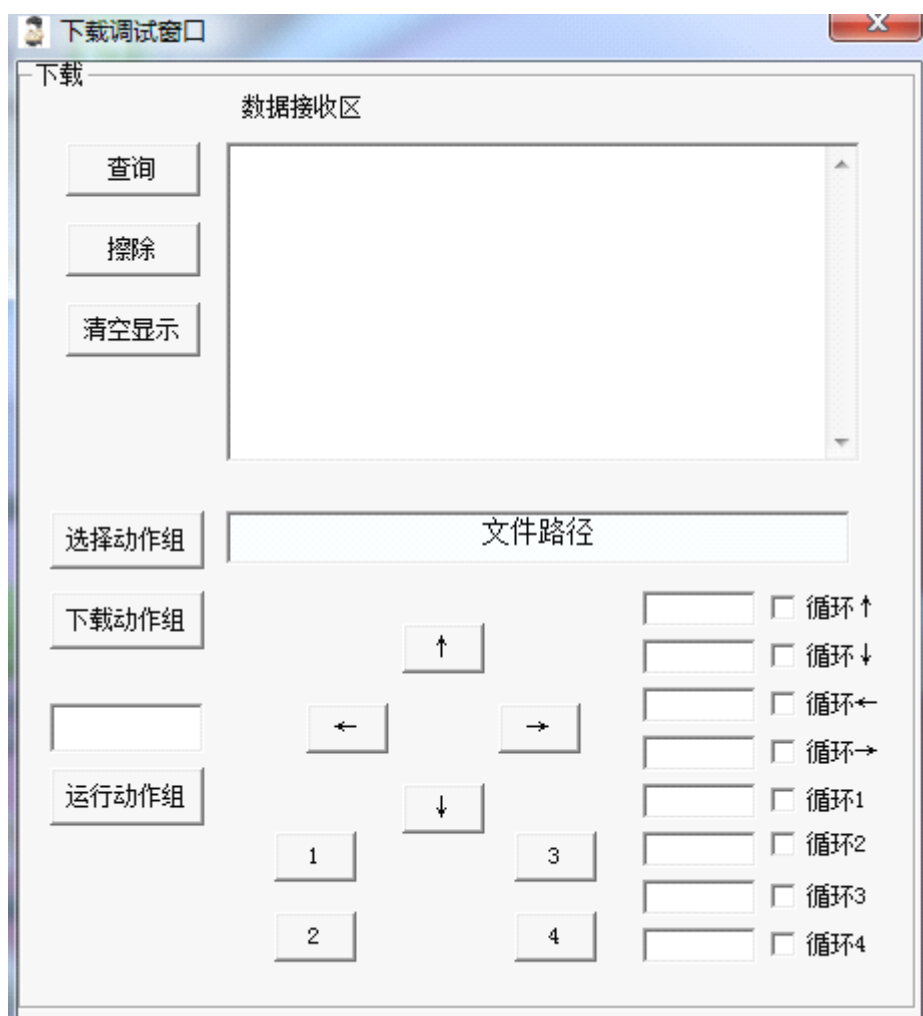 下载调试窗口
下载
数据接收区
查询
擦除
清空显示
选择动作组
文件路径
下载动作组
循环↑
↑
循环↓
循环←
← →
循环→
运行动作组
↓
循环1
1 3
循环2
循环3
2 4
循环4